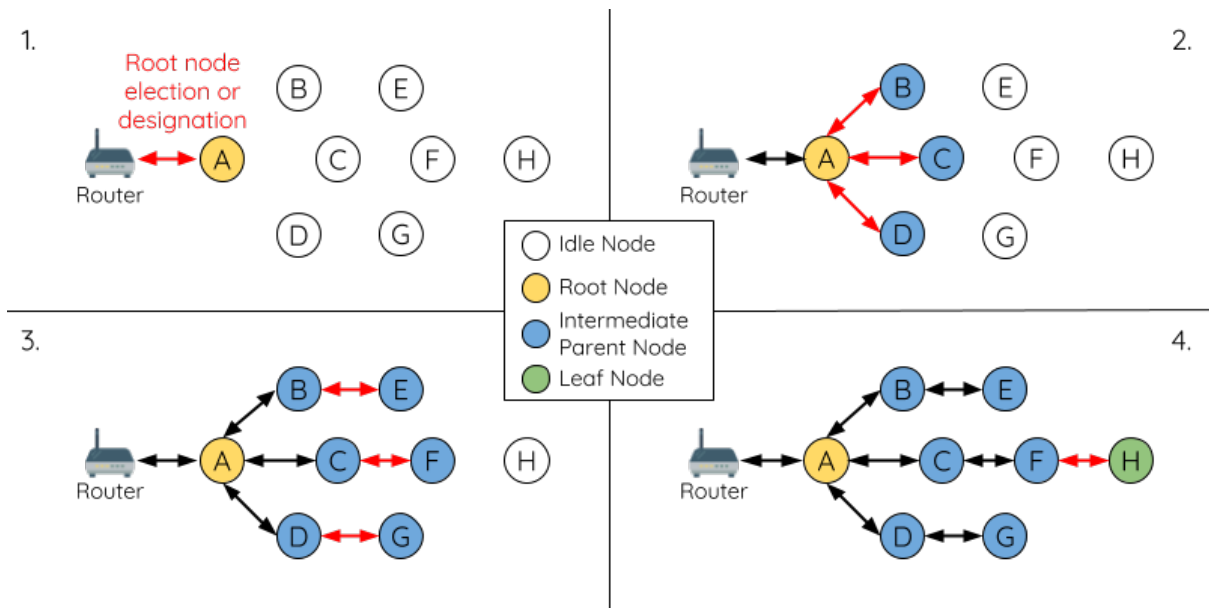 1.
Root node
election or
designation
Router
A
B
E
C
F
H
D
G
2.
B
E
A
C
F
H
Router
D
G
Idle Node
Root Node
Intermediate
Parent Node
Leaf Node
3.
B
E
A
C
F
H
Router
D
G
4.
B
E
A
C
F
H
Router
D
G